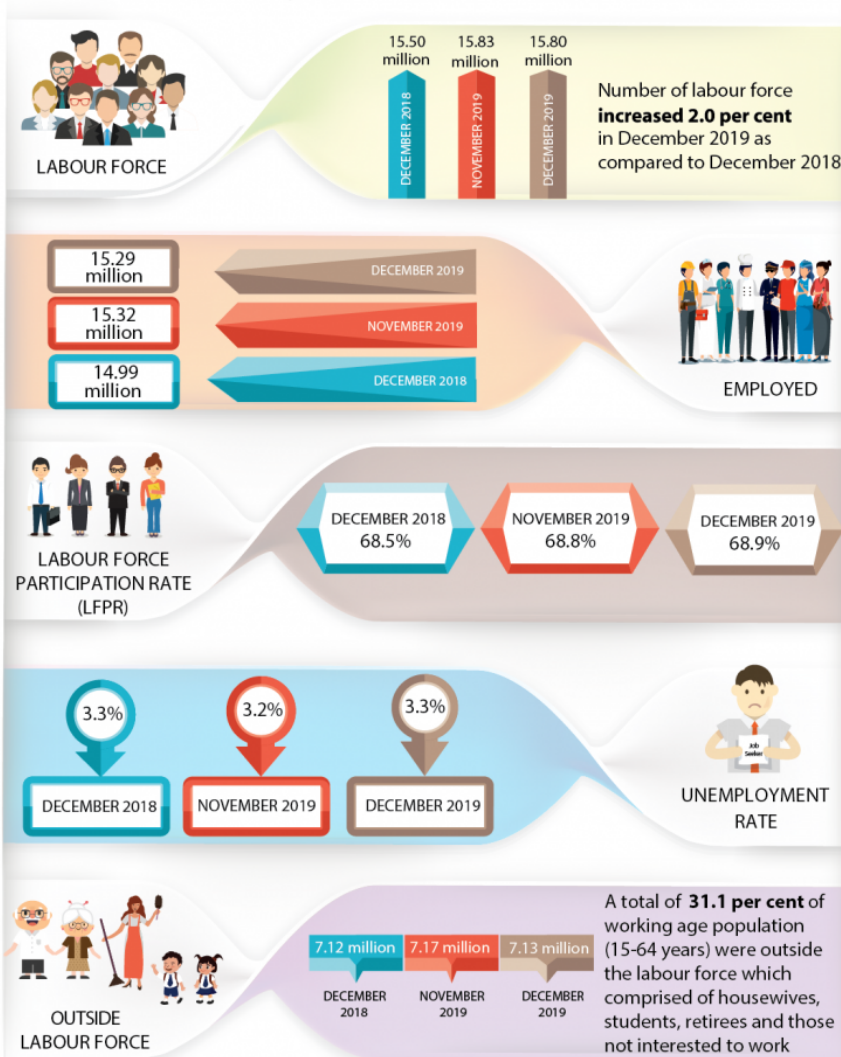 15.50
million
15.83
million
15.80
million
DECEMBER 2018
NOVEMBER 2019
DECEMBER 2019
LABOUR FORCE
Number of labour force
increased 2.0 per cent
in December 2019 as
compared to December 2018
15.29
million
DECEMBER 2019
15.32
million
NOVEMBER 2019
14.99
million
DECEMBER 2018
EMPLOYED
LABOUR FORCE
PARTICIPATION RATE
(LFPR)
DECEMBER 2018
68.5%
NOVEMBER 2019
68.8%
DECEMBER 2019
68.9%
3.3%
3.2%
3.3%
DECEMBER 2018
NOVEMBER 2019
DECEMBER 2019
Job
Seeker
UNEMPLOYMENT
RATE
OUTSIDE
LABOUR FORCE
7.12 million
7.17 million
7.13 million
DECEMBER
2018
NOVEMBER
2019
DECEMBER
2019
A total of 31.1 per cent of
working age population
(15-64 years) were outside
the labour force which
comprised of housewives,
students, retirees and those
not interested to work